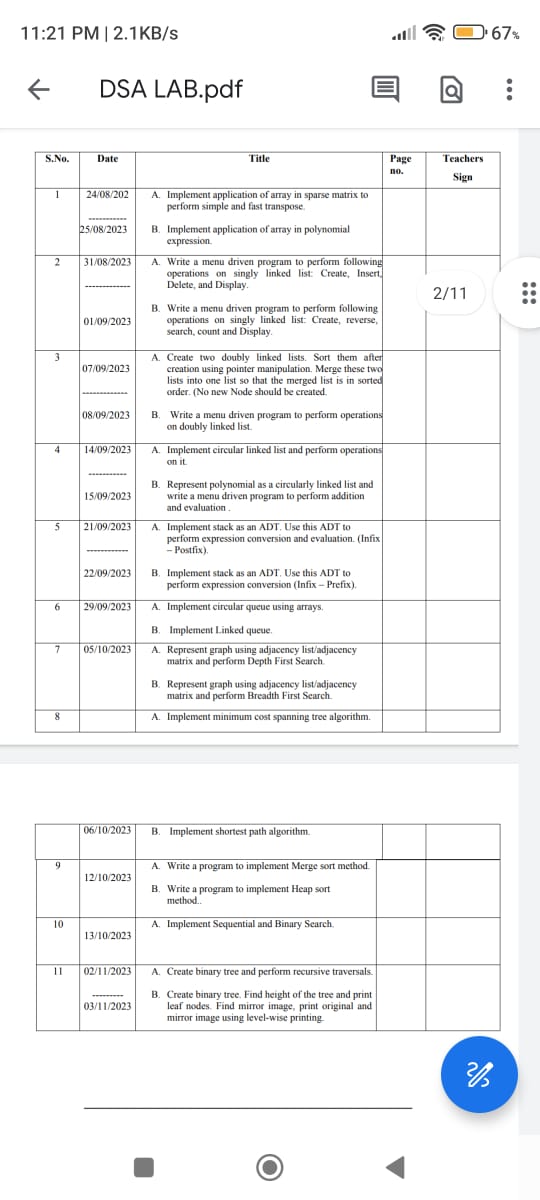 11:21 PM | 2.1KB/s
67%
DSA LAB.pdf
S.No. Date Title Page no. Teachers Sign
1 24/08/202 A. Implement application of array in sparse matrix to
perform simple and fast transpose.
-----------
25/08/2023 B. Implement application of array in polynomial
expression.
2 31/08/2023 A. Write a menu driven program to perform following
operations on singly linked list: Create, Insert,
------------- Delete, and Display.
2/11
B. Write a menu driven program to perform following
01/09/2023 operations on singly linked list: Create, reverse,
search, count and Display.
3 A. Create two doubly linked lists. Sort them after
07/09/2023 creation using pointer manipulation. Merge these two
lists into one list so that the merged list is in sorted
------------- order. (No new Node should be created.
08/09/2023 B. Write a menu driven program to perform operations
on doubly linked list.
4 14/09/2023 A. Implement circular linked list and perform operations
on it.
-----------
B. Represent polynomial as a circularly linked list and
15/09/2023 write a menu driven program to perform addition
and evaluation .
5 21/09/2023 A. Implement stack as an ADT. Use this ADT to
perform expression conversion and evaluation. (Infix
------------ – Postfix).
22/09/2023 B. Implement stack as an ADT. Use this ADT to
perform expression conversion (Infix – Prefix).
6 29/09/2023 A. Implement circular queue using arrays.
B. Implement Linked queue.
7 05/10/2023 A. Represent graph using adjacency list/adjacency
matrix and perform Depth First Search.
B. Represent graph using adjacency list/adjacency
matrix and perform Breadth First Search.
8 A. Implement minimum cost spanning tree algorithm.
06/10/2023 B. Implement shortest path algorithm.
9 A. Write a program to implement Merge sort method.
12/10/2023
B. Write a program to implement Heap sort
method..
10 A. Implement Sequential and Binary Search.
13/10/2023
11 02/11/2023 A. Create binary tree and perform recursive traversals.
--------- B. Create binary tree. Find height of the tree and print
03/11/2023 leaf nodes. Find mirror image, print original and
mirror image using level-wise printing.